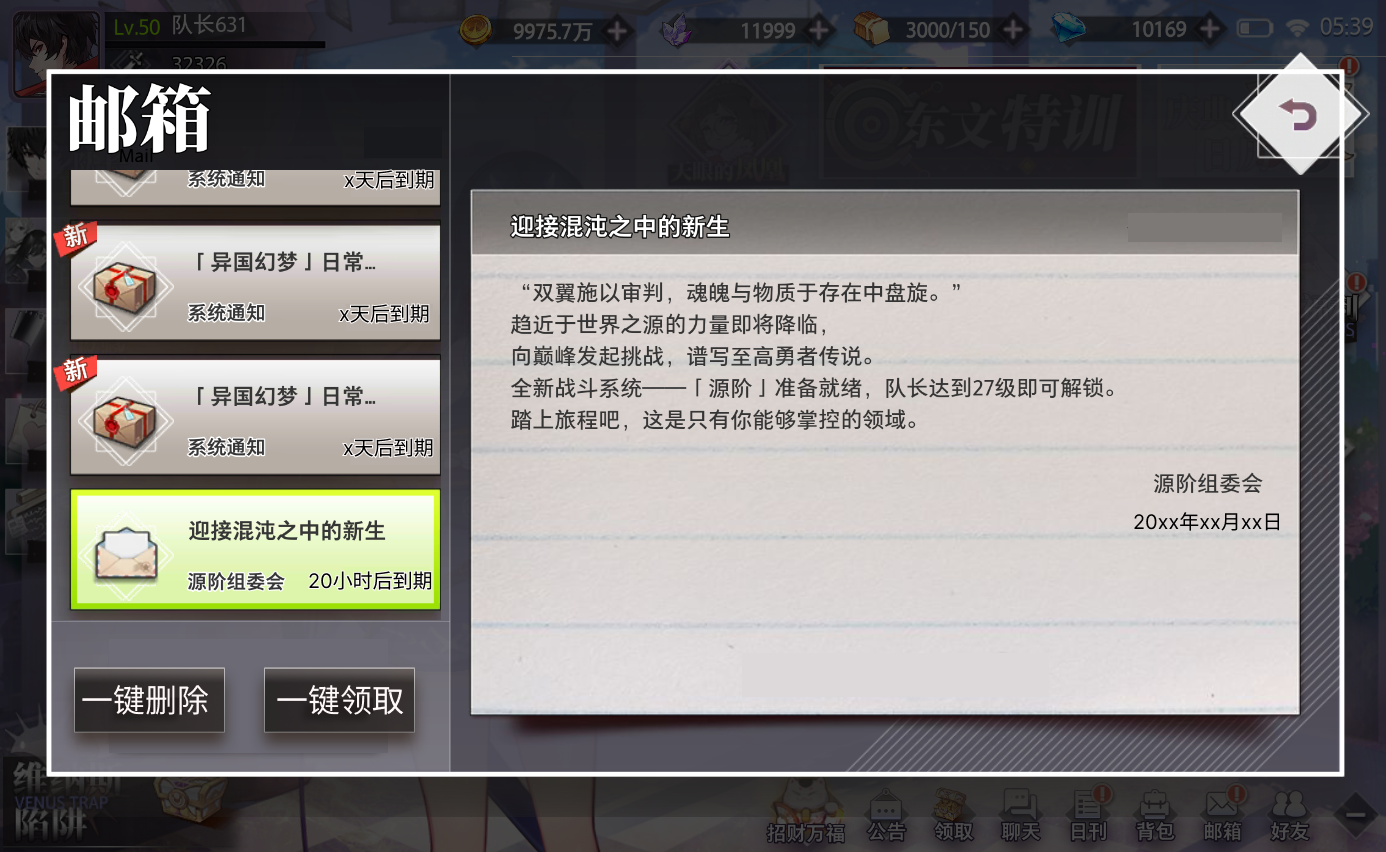 Lv.50 队长631
9975.7万
11999
3000/150
10169
05:39
32326
邮箱
Mail
东文特训
天眼的凤凰
系统通知 x天后到期
新
「异国幻梦」日常...
系统通知 x天后到期
新
「异国幻梦」日常...
系统通知 x天后到期
迎接混沌之中的新生
源阶组委会 20小时后到期
一键删除 一键领取
迎接混沌之中的新生
“双翼施以审判，魂魄与物质于存在中盘旋。”
趋近于世界之源的力量即将降临，
向巅峰发起挑战，谱写至高勇者传说。
全新战斗系统——「源阶」准备就绪，队长达到27级即可解锁。
踏上旅程吧，这是只有你能够掌控的领域。
源阶组委会
20xx年xx月xx日
维纳斯
VENUS TRAP
陷阱
招财万福 公告 领取 聊天 日刊 背包 邮箱 好友